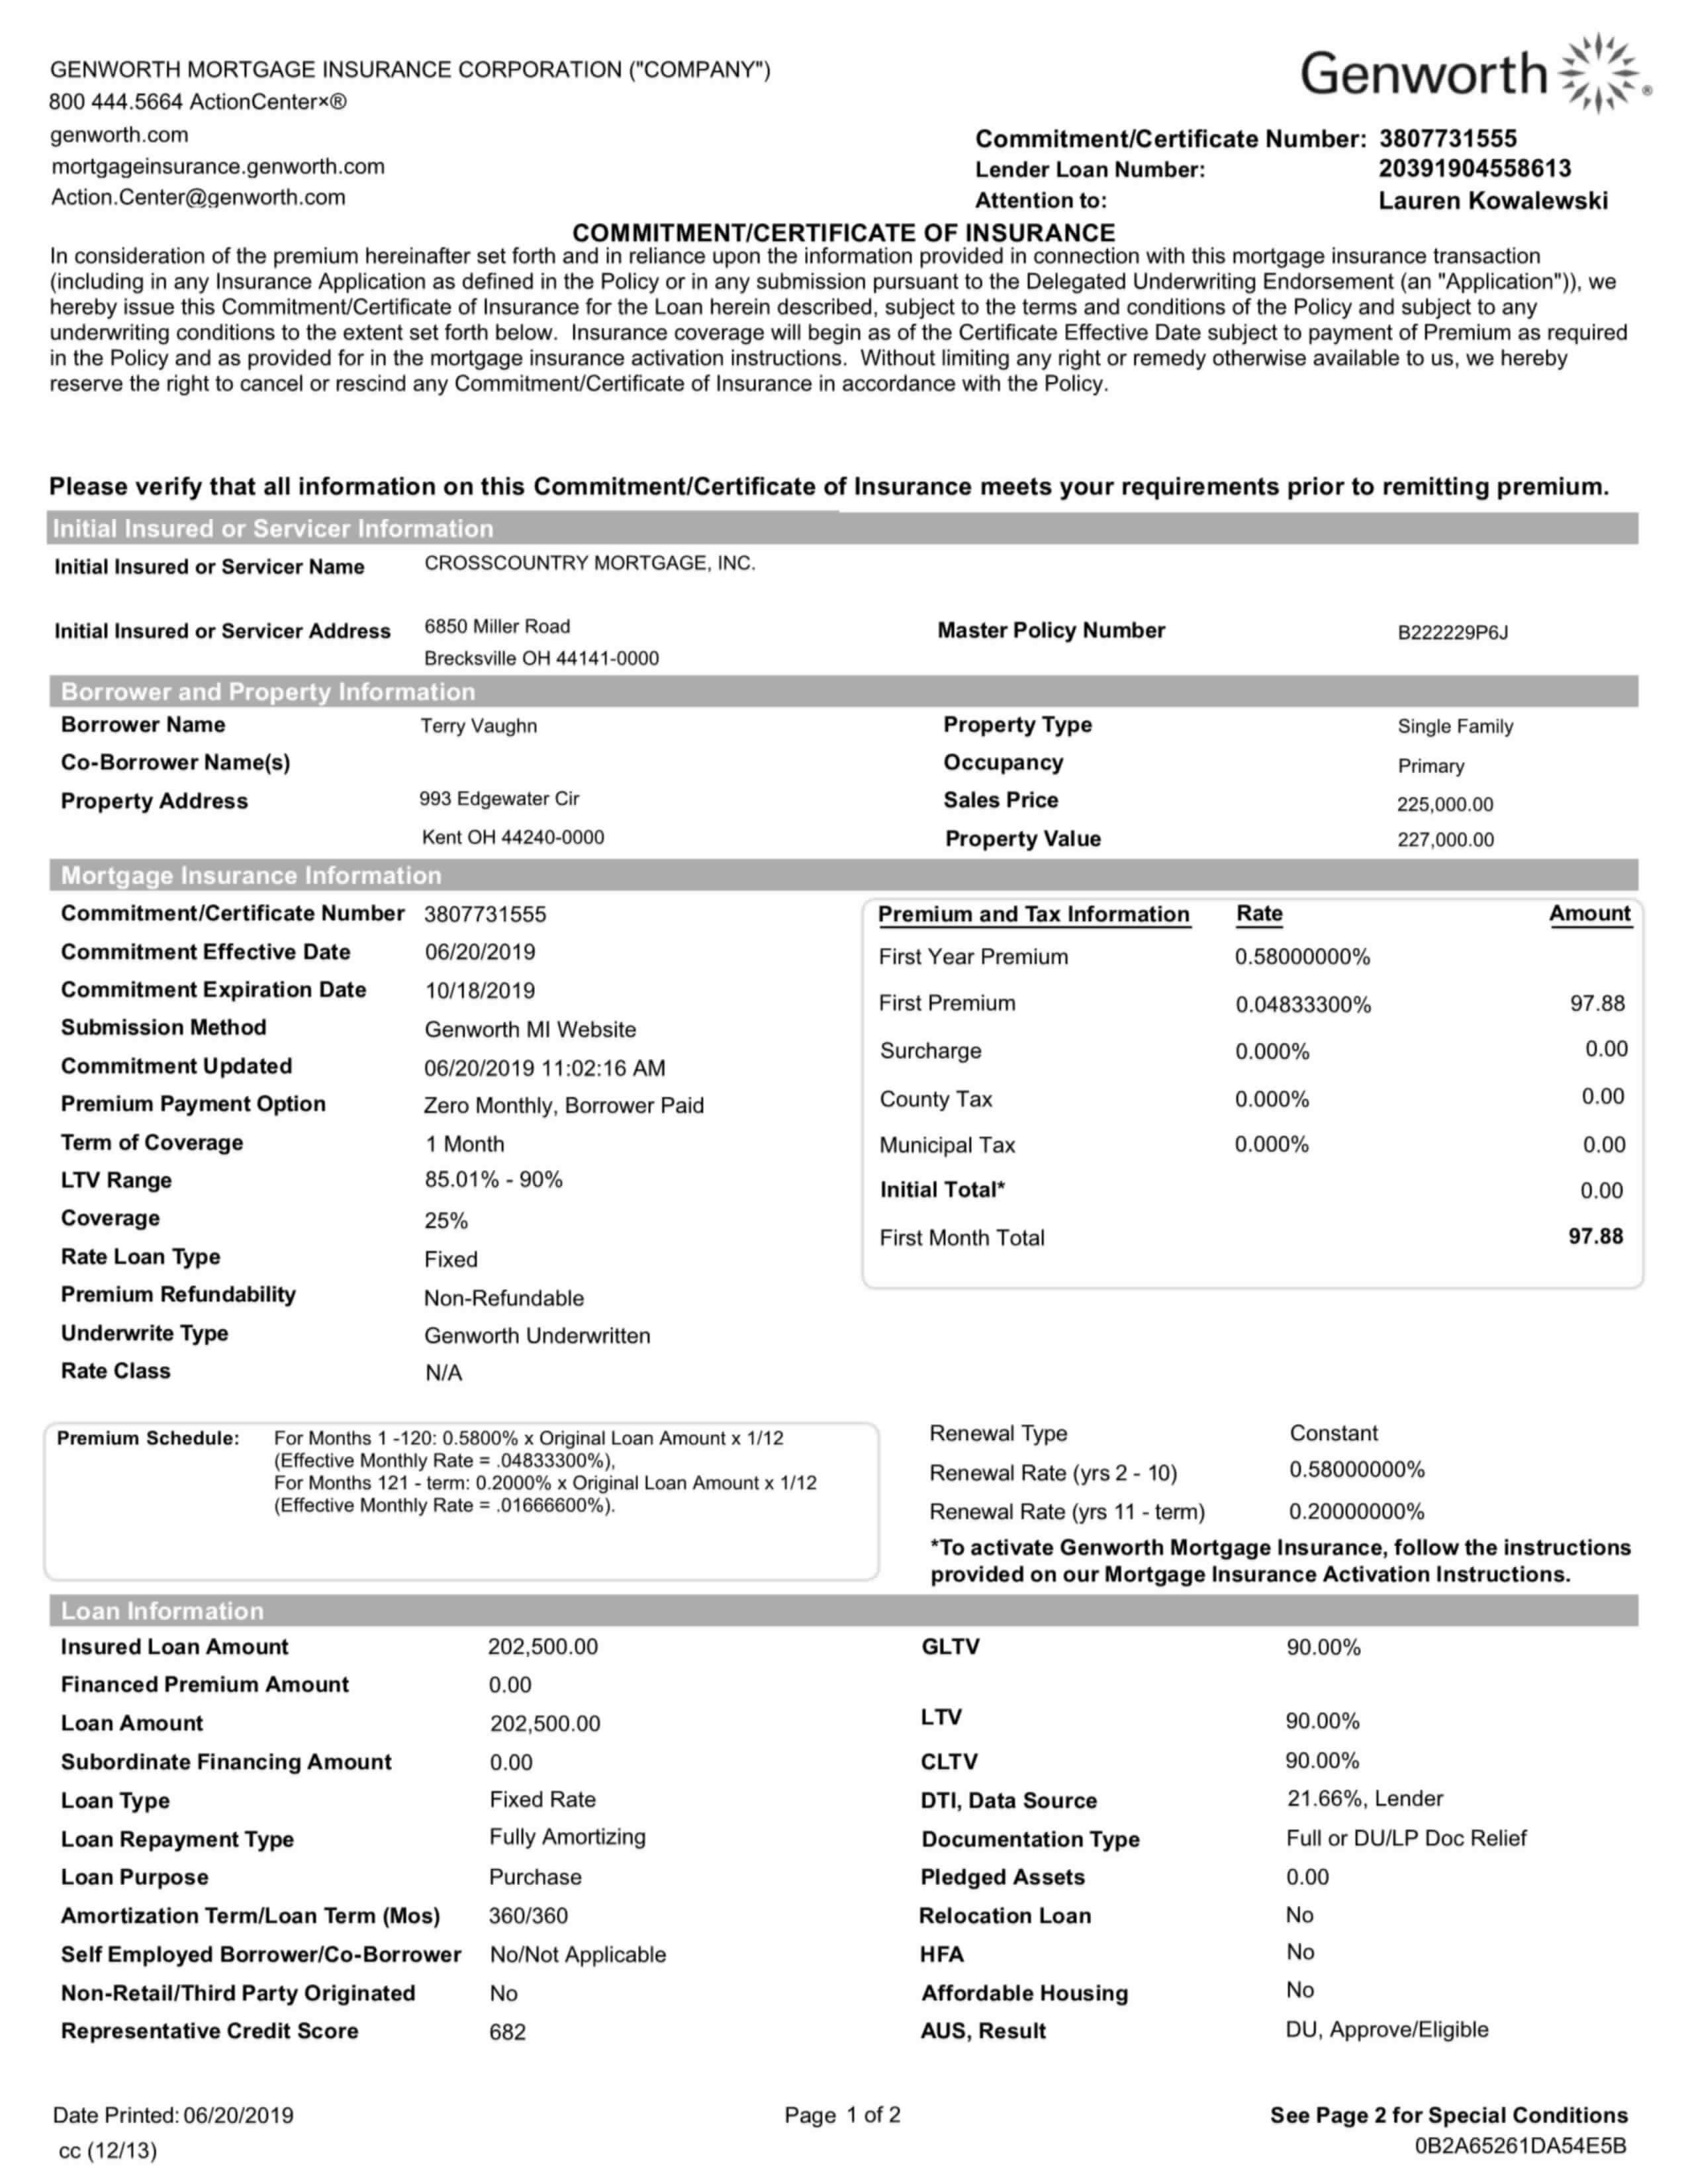 GENWORTH MORTGAGE INSURANCE CORPORATION ("COMPANY")
800 444.5664 ActionCenter×®
genworth.com
mortgageinsurance.genworth.com
Action.Center@genworth.com
Genworth ®
Commitment/Certificate Number: 3807731555
Lender Loan Number: 20391904558613
Attention to: Lauren Kowalewski
COMMITMENT/CERTIFICATE OF INSURANCE
In consideration of the premium hereinafter set forth and in reliance upon the information provided in connection with this mortgage insurance transaction
(including in any Insurance Application as defined in the Policy or in any submission pursuant to the Delegated Underwriting Endorsement (an "Application")), we
hereby issue this Commitment/Certificate of Insurance for the Loan herein described, subject to the terms and conditions of the Policy and subject to any
underwriting conditions to the extent set forth below. Insurance coverage will begin as of the Certificate Effective Date subject to payment of Premium as required
in the Policy and as provided for in the mortgage insurance activation instructions. Without limiting any right or remedy otherwise available to us, we hereby
reserve the right to cancel or rescind any Commitment/Certificate of Insurance in accordance with the Policy.
Please verify that all information on this Commitment/Certificate of Insurance meets your requirements prior to remitting premium.
Initial Insured or Servicer Information
Initial Insured or Servicer Name CROSSCOUNTRY MORTGAGE, INC.
Initial Insured or Servicer Address 6850 Miller Road Master Policy Number B222229P6J
Brecksville OH 44141-0000
Borrower and Property Information
Borrower Name Terry Vaughn Property Type Single Family
Co-Borrower Name(s) Occupancy Primary
Property Address 993 Edgewater Cir Sales Price 225,000.00
Kent OH 44240-0000 Property Value 227,000.00
Mortgage Insurance Information
Commitment/Certificate Number 3807731555
Commitment Effective Date 06/20/2019
Commitment Expiration Date 10/18/2019
Submission Method Genworth MI Website
Commitment Updated 06/20/2019 11:02:16 AM
Premium Payment Option Zero Monthly, Borrower Paid
Term of Coverage 1 Month
LTV Range 85.01% - 90%
Coverage 25%
Rate Loan Type Fixed
Premium Refundability Non-Refundable
Underwrite Type Genworth Underwritten
Rate Class N/A
Premium and Tax Information Rate Amount
First Year Premium 0.58000000%
First Premium 0.04833300% 97.88
Surcharge 0.000% 0.00
County Tax 0.000% 0.00
Municipal Tax 0.000% 0.00
Initial Total* 0.00
First Month Total 97.88
Premium Schedule: For Months 1 -120: 0.5800% x Original Loan Amount x 1/12
(Effective Monthly Rate = .04833300%),
For Months 121 - term: 0.2000% x Original Loan Amount x 1/12
(Effective Monthly Rate = .01666600%).
Renewal Type Constant
Renewal Rate (yrs 2 - 10) 0.58000000%
Renewal Rate (yrs 11 - term) 0.20000000%
*To activate Genworth Mortgage Insurance, follow the instructions
provided on our Mortgage Insurance Activation Instructions.
Loan Information
Insured Loan Amount 202,500.00 GLTV 90.00%
Financed Premium Amount 0.00
Loan Amount 202,500.00 LTV 90.00%
Subordinate Financing Amount 0.00 CLTV 90.00%
Loan Type Fixed Rate DTI, Data Source 21.66%, Lender
Loan Repayment Type Fully Amortizing Documentation Type Full or DU/LP Doc Relief
Loan Purpose Purchase Pledged Assets 0.00
Amortization Term/Loan Term (Mos) 360/360 Relocation Loan No
Self Employed Borrower/Co-Borrower No/Not Applicable HFA No
Non-Retail/Third Party Originated No Affordable Housing No
Representative Credit Score 682 AUS, Result DU, Approve/Eligible
Date Printed: 06/20/2019 Page 1 of 2 See Page 2 for Special Conditions
cc (12/13) 0B2A65261DA54E5B